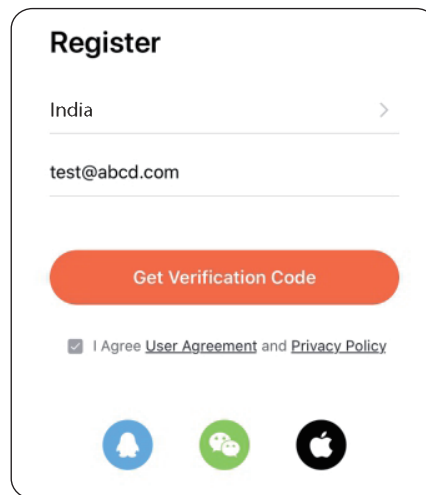 Register
India
test@abcd.com
Get Verification Code
I Agree User Agreement and Privacy Policy